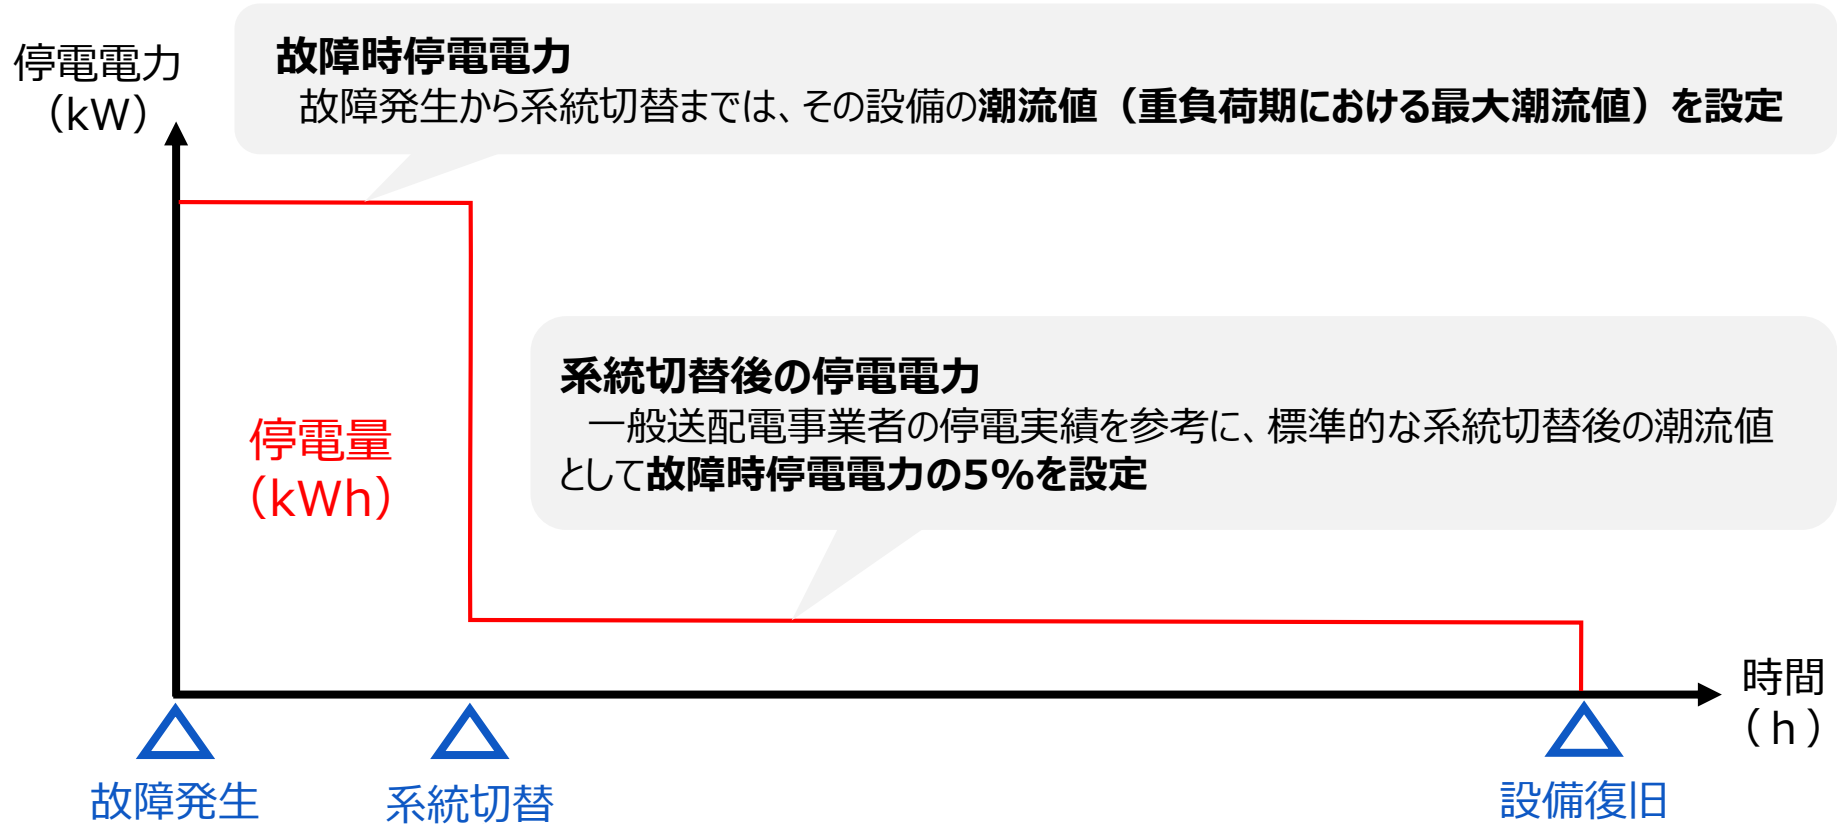 停電電力
（kW）
故障時停電電力
故障発生から系統切替までは、その設備の潮流値（重負荷期における最大潮流値）を設定
系統切替後の停電電力
一般送配電事業者の停電実績を参考に、標準的な系統切替後の潮流値
として故障時停電電力の5%を設定
停電量
（kWh）
時間
（ｈ）
故障発生
系統切替
設備復旧